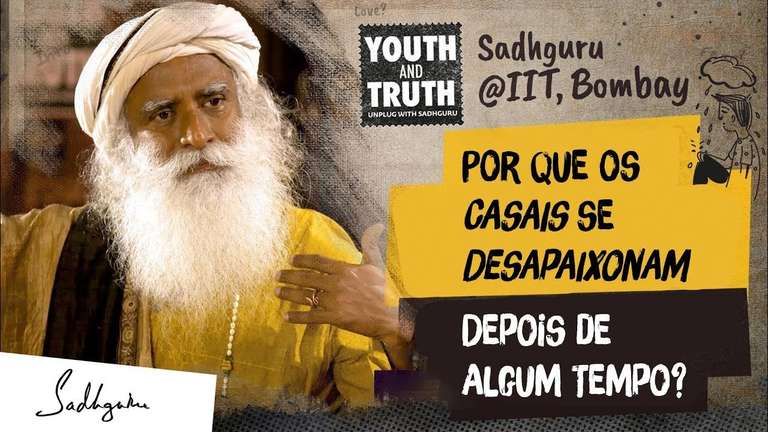 Love?
YOUTH
AND
TRUTH
UNPLUG WITH SADHGURU
Sadhguru
@IIT, Bombay
POR QUE OS
CASAIS SE
DESAPAIXONAM
DEPOIS DE
ALGUM TEMPO?
Sadhguru